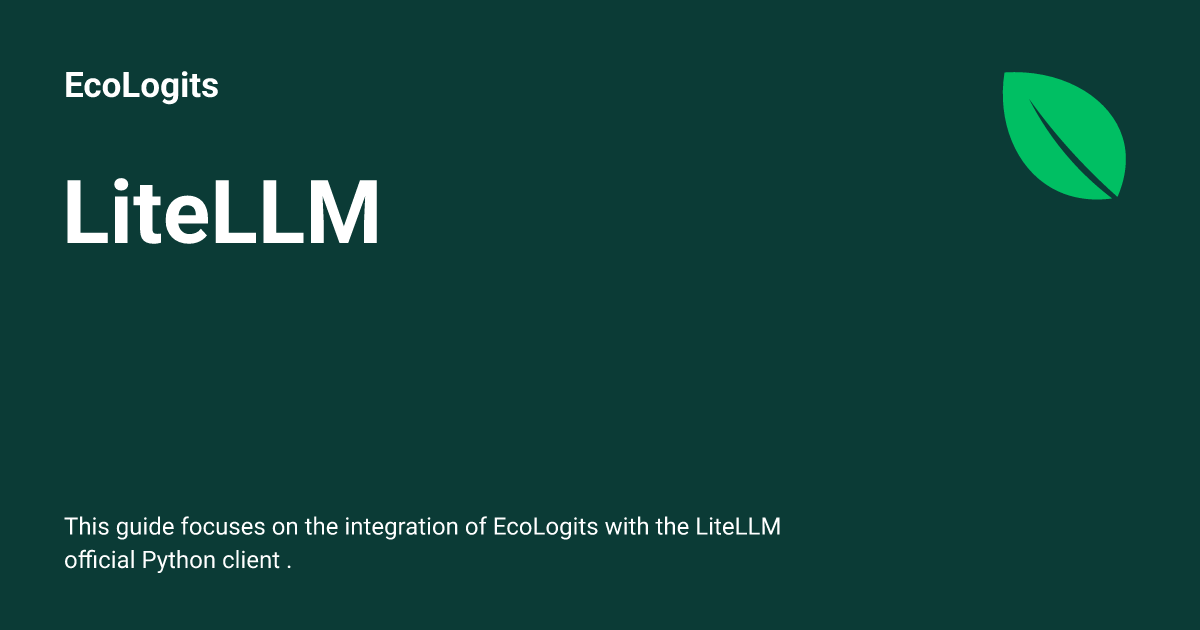 EcoLogits
LiteLLM
This guide focuses on the integration of EcoLogits with the LiteLLM
official Python client .